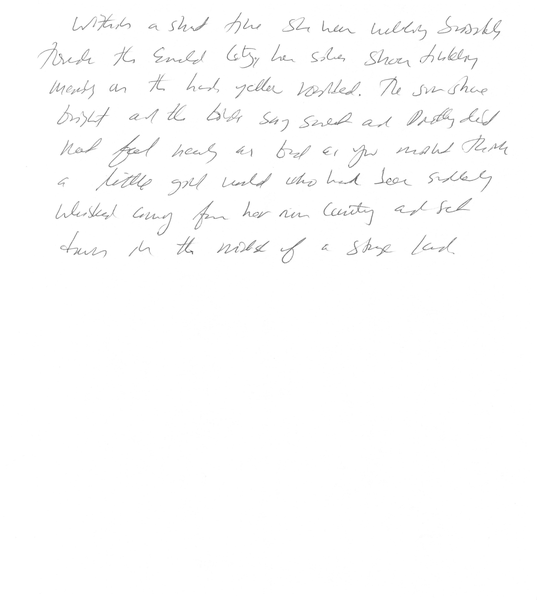 Within a short time she was walking briskly
towards the Emerald City, her silver shoes tinkling
merrily on the hard yellow roadbed. The sun shone
bright and the birds sang sweet and Dorothy did
not feel nearly as bad as you might think
a little girl would who had been suddenly
whisked away from her own country and set
down in the midst of a strange land.